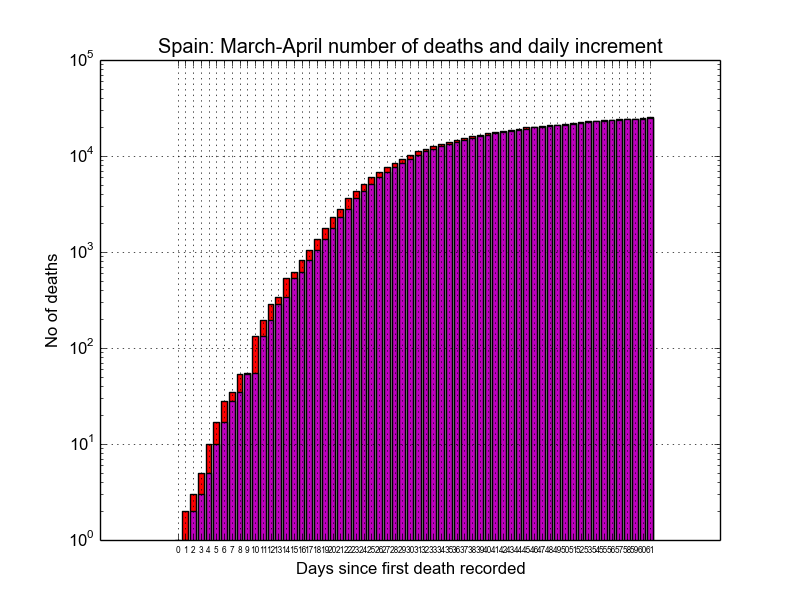 Spain: March-April number of deaths and daily increment
10^5
10^4
10^3
10^2
10^1
10^0
No of deaths
0 1 2 3 4 5 6 7 8 9 10 11 12 13 14 15 16 17 18 19 20 21 22 23 24 25 26 27 28 29 30 31 32 33 34 35 36 37 38 39 40 41 42 43 44 45 46 47 48 49 50 51 52 53 54 55 56 57 58 59 60 61
Days since first death recorded